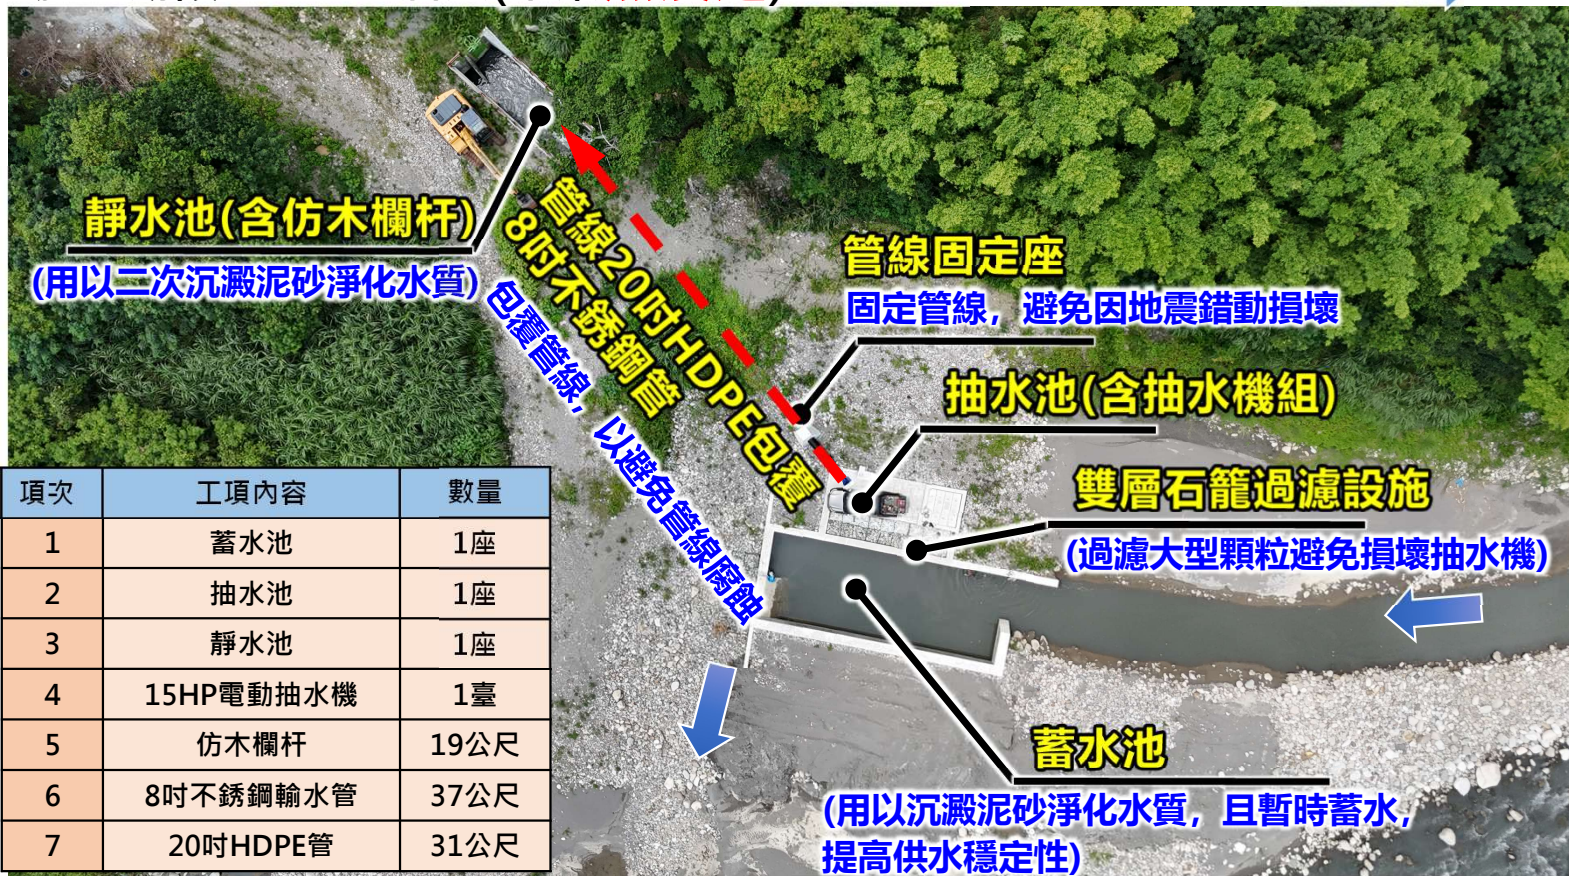 靜水池(含仿木欄杆)
(用以二次沉澱泥砂淨化水質)
管線20吋HDPE包覆
8吋不銹鋼管
包覆管線，以避免管線腐蝕
管線固定座
固定管線，避免因地震錯動損壞
抽水池(含抽水機組)
雙層石籠過濾設施
(過濾大型顆粒避免損壞抽水機)
蓄水池
(用以沉澱泥砂淨化水質，且暫時蓄水，
提高供水穩定性)
項次 工項內容 數量
1 蓄水池 1座
2 抽水池 1座
3 靜水池 1座
4 15HP電動抽水機 1臺
5 仿木欄杆 19公尺
6 8吋不銹鋼輸水管 37公尺
7 20吋HDPE管 31公尺